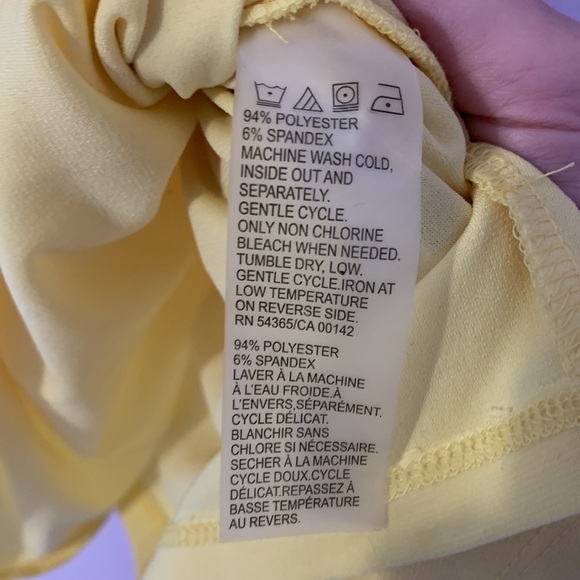 94% POLYESTER
6% SPANDEX
MACHINE WASH COLD,
INSIDE OUT AND
SEPARATELY.
GENTLE CYCLE.
ONLY NON CHLORINE
BLEACH WHEN NEEDED.
TUMBLE DRY, LOW.
GENTLE CYCLE.IRON AT
LOW TEMPERATURE
ON REVERSE SIDE.
RN 54365/CA 00142
94% POLYESTER
6% SPANDEX
LAVER À LA MACHINE
À L'EAU FROIDE.À
L'ENVERS,SÉPARÉMENT.
CYCLE DÉLICAT.
BLANCHIR SANS
CHLORE SI NÉCESSAIRE.
SECHER À LA MACHINE
CYCLE DOUX.CYCLE
DÉLICAT.REPASSEZ À
BASSE TEMPÉRATURE
AU REVERS.